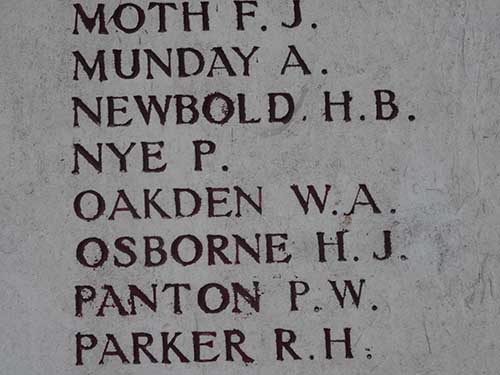 MOTH F. J.
MUNDAY A.
NEWBOLD. H.B.
NYE P.
OAKDEN W.A.
OSBORNE H. J.
PANTON P.W.
PARKER R.H.